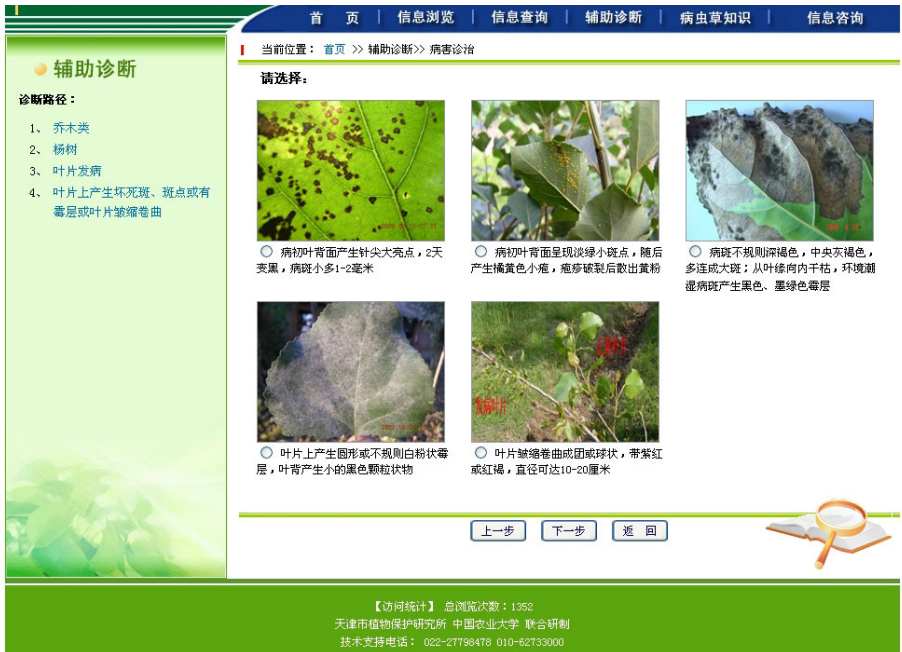 首 页 | 信息浏览 | 信息查询 | 辅助诊断 | 病虫草知识 | 信息咨询
当前位置： 首页 >> 辅助诊断>> 病害诊治
辅助诊断
诊断路径：
1、 乔木类
2、 杨树
3、 叶片发病
4、 叶片上产生坏死斑、斑点或有
霉层或叶片皱缩卷曲
请选择：
病初叶背面产生针尖大亮点，2天
变黑，病斑小多1-2毫米
病初叶背面呈现淡绿小斑点，随后
产生橘黄色小疱，疱疹破裂后散出黄粉
病斑不规则深褐色，中央灰褐色，
多连成大斑；从叶缘向内干枯，环境潮
湿病斑产生黑色、墨绿色霉层
发病叶片
叶片上产生圆形或不规则白粉状霉
层，叶背产生小的黑色颗粒状物
叶片皱缩卷曲成团或球状，带紫红
或红褐，直径可达10-20厘米
上一步
下一步
返 回
【访问统计】 总浏览次数：1352
天津市植物保护研究所 中国农业大学 联合研制
技术支持电话： 022-27798478 010-62733000